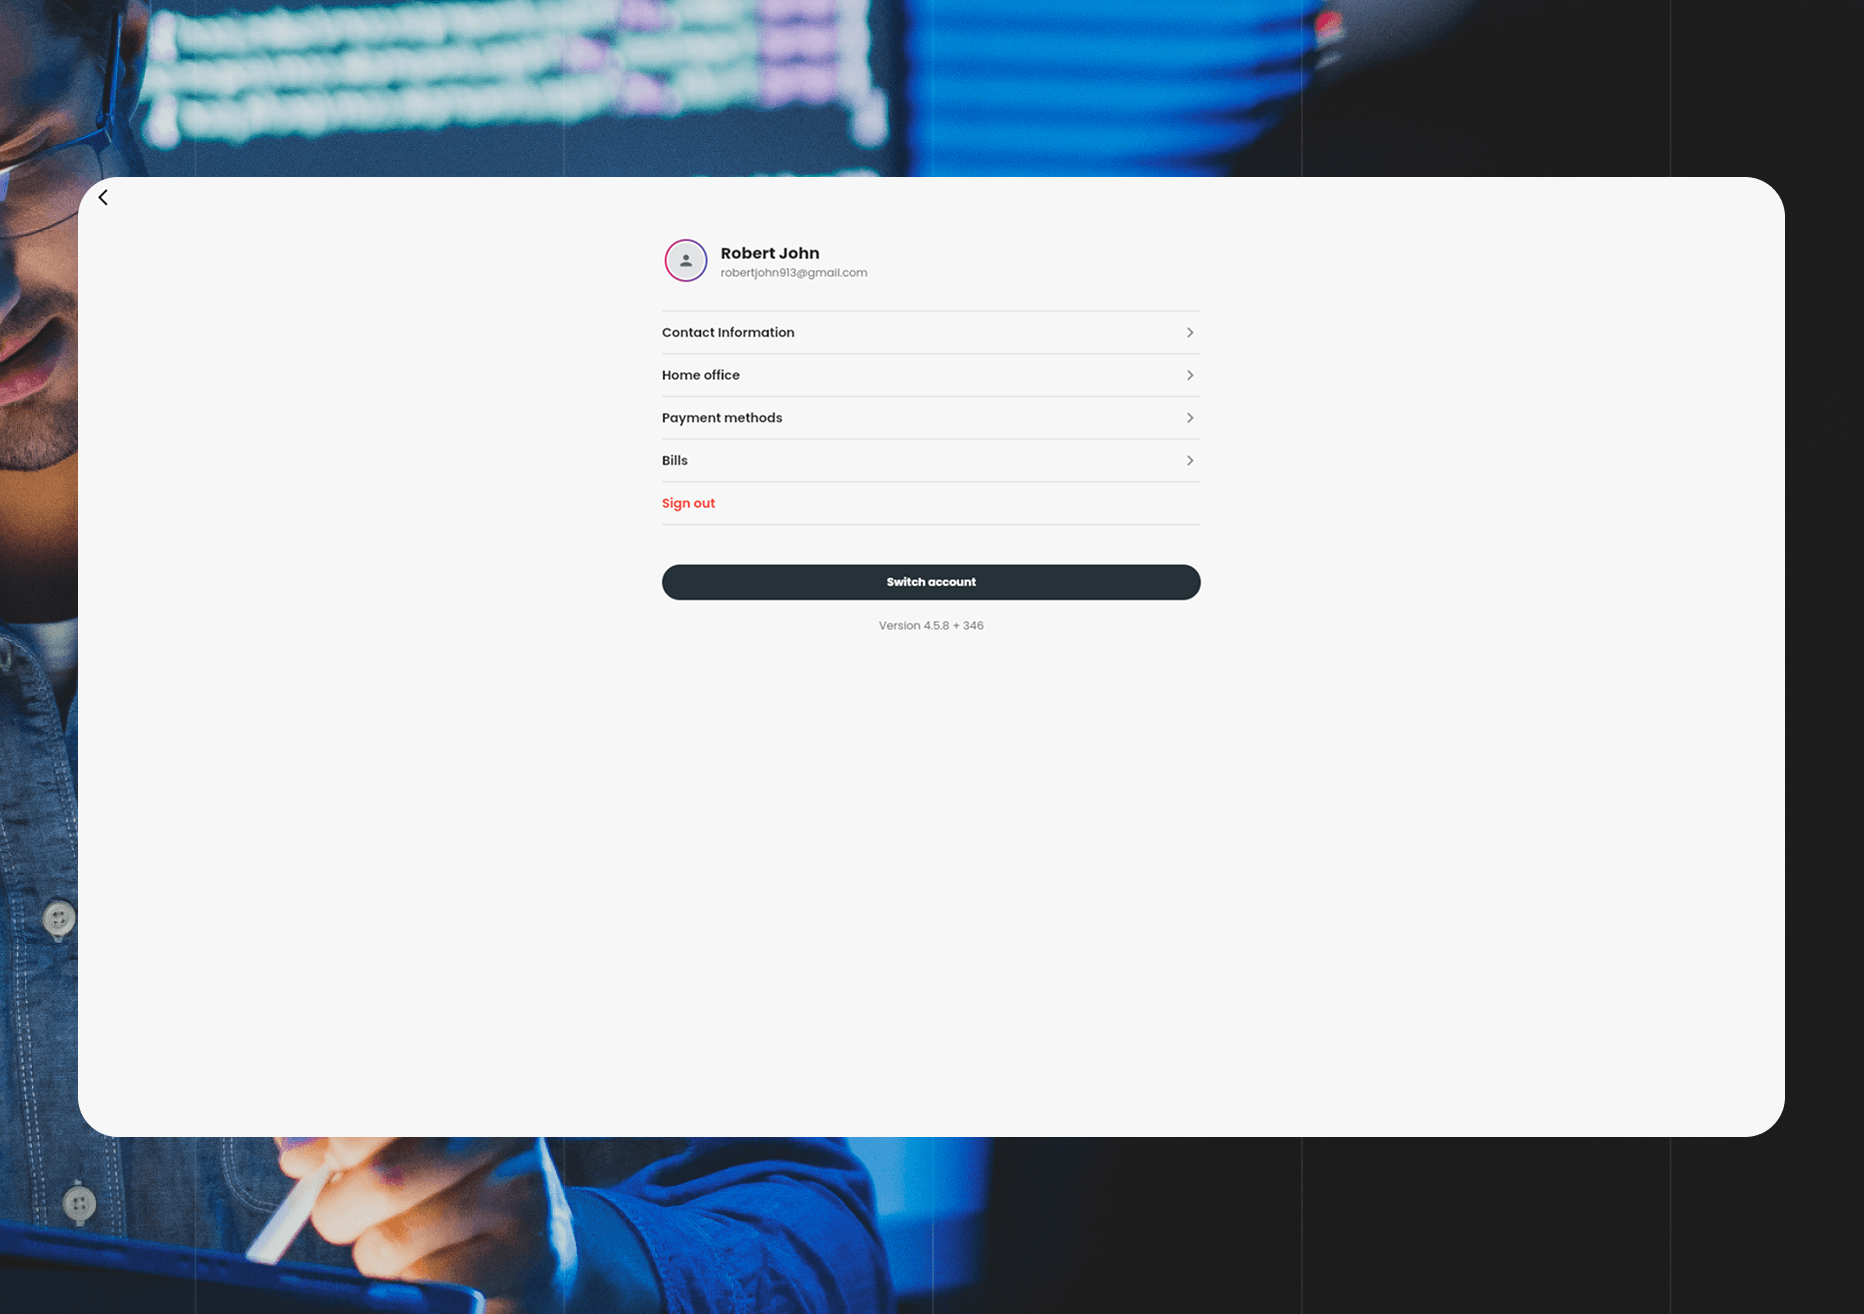 Robert John
robertjohn913@gmail.com
Contact Information
Home office
Payment methods
Bills
Sign out
Switch account
Version 4.5.8 + 346